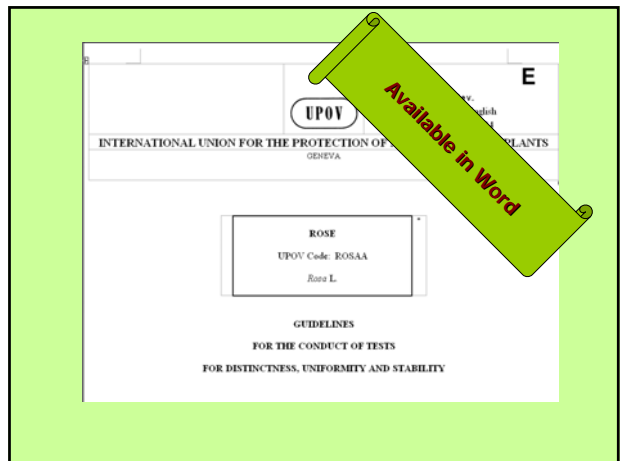 E
UPOV
glish
INTERNATIONAL UNION FOR THE PROTECTION OF PLANTS
GENEVA
Available in Word
ROSE
UPOV Code: ROSAA
Rosa L.
GUIDELINES
FOR THE CONDUCT OF TESTS
FOR DISTINCTNESS, UNIFORMITY AND STABILITY